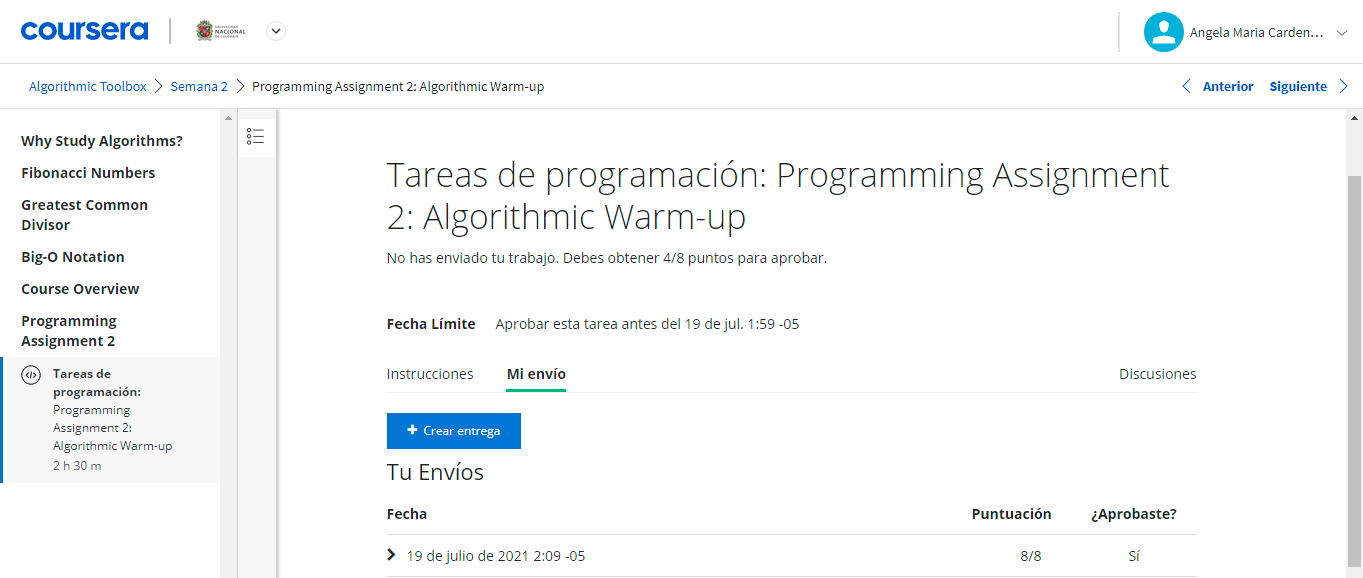 coursera
UNIVERSIDAD
NACIONAL
DE COLOMBIA
Angela Maria Carden...
Algorithmic Toolbox > Semana 2 > Programming Assignment 2: Algorithmic Warm-up
Anterior Siguiente
Why Study Algorithms?
Fibonacci Numbers
Greatest Common
Divisor
Big-O Notation
Course Overview
Programming
Assignment 2
Tareas de
programación:
Programming
Assignment 2:
Algorithmic Warm-up
2 h 30 m
Tareas de programación: Programming Assignment
2: Algorithmic Warm-up
No has enviado tu trabajo. Debes obtener 4/8 puntos para aprobar.
Fecha Límite Aprobar esta tarea antes del 19 de jul. 1:59 -05
Instrucciones Mi envío Discusiones
+ Crear entrega
Tu Envíos
Fecha Puntuación ¿Aprobaste?
19 de julio de 2021 2:09 -05 8/8 Sí